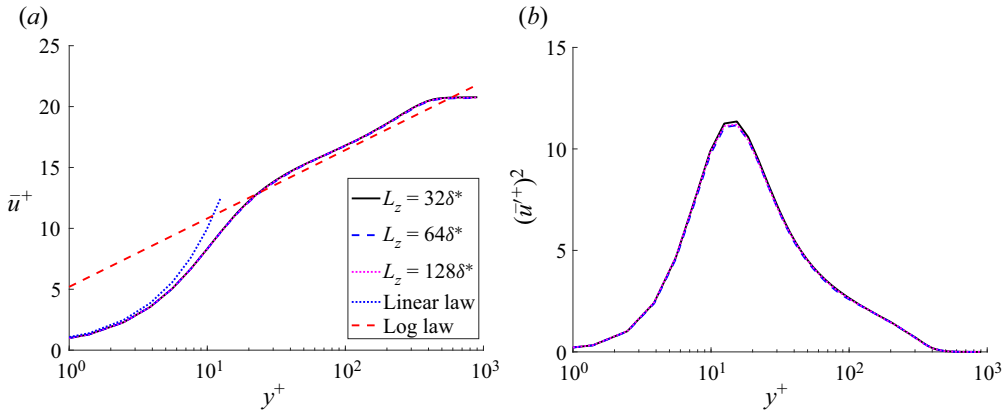 (a)
25
20
15
10
5
0
10⁰
10¹
10²
10³
ū⁺
y⁺
L_z = 32δ*
L_z = 64δ*
L_z = 128δ*
Linear law
Log law
(b)
15
10
5
0
10⁰
10¹
10²
10³
(ū′⁺)²
y⁺